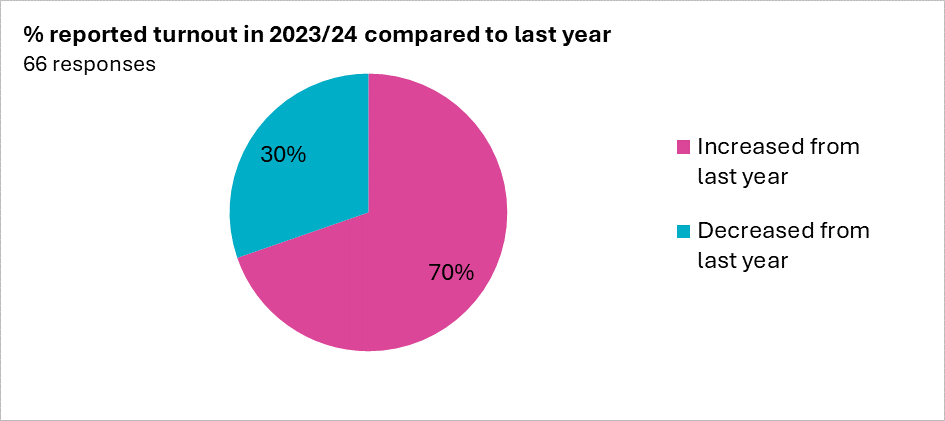 % reported turnout in 2023/24 compared to last year
66 responses
30%
70%
Increased from
last year
Decreased from
last year